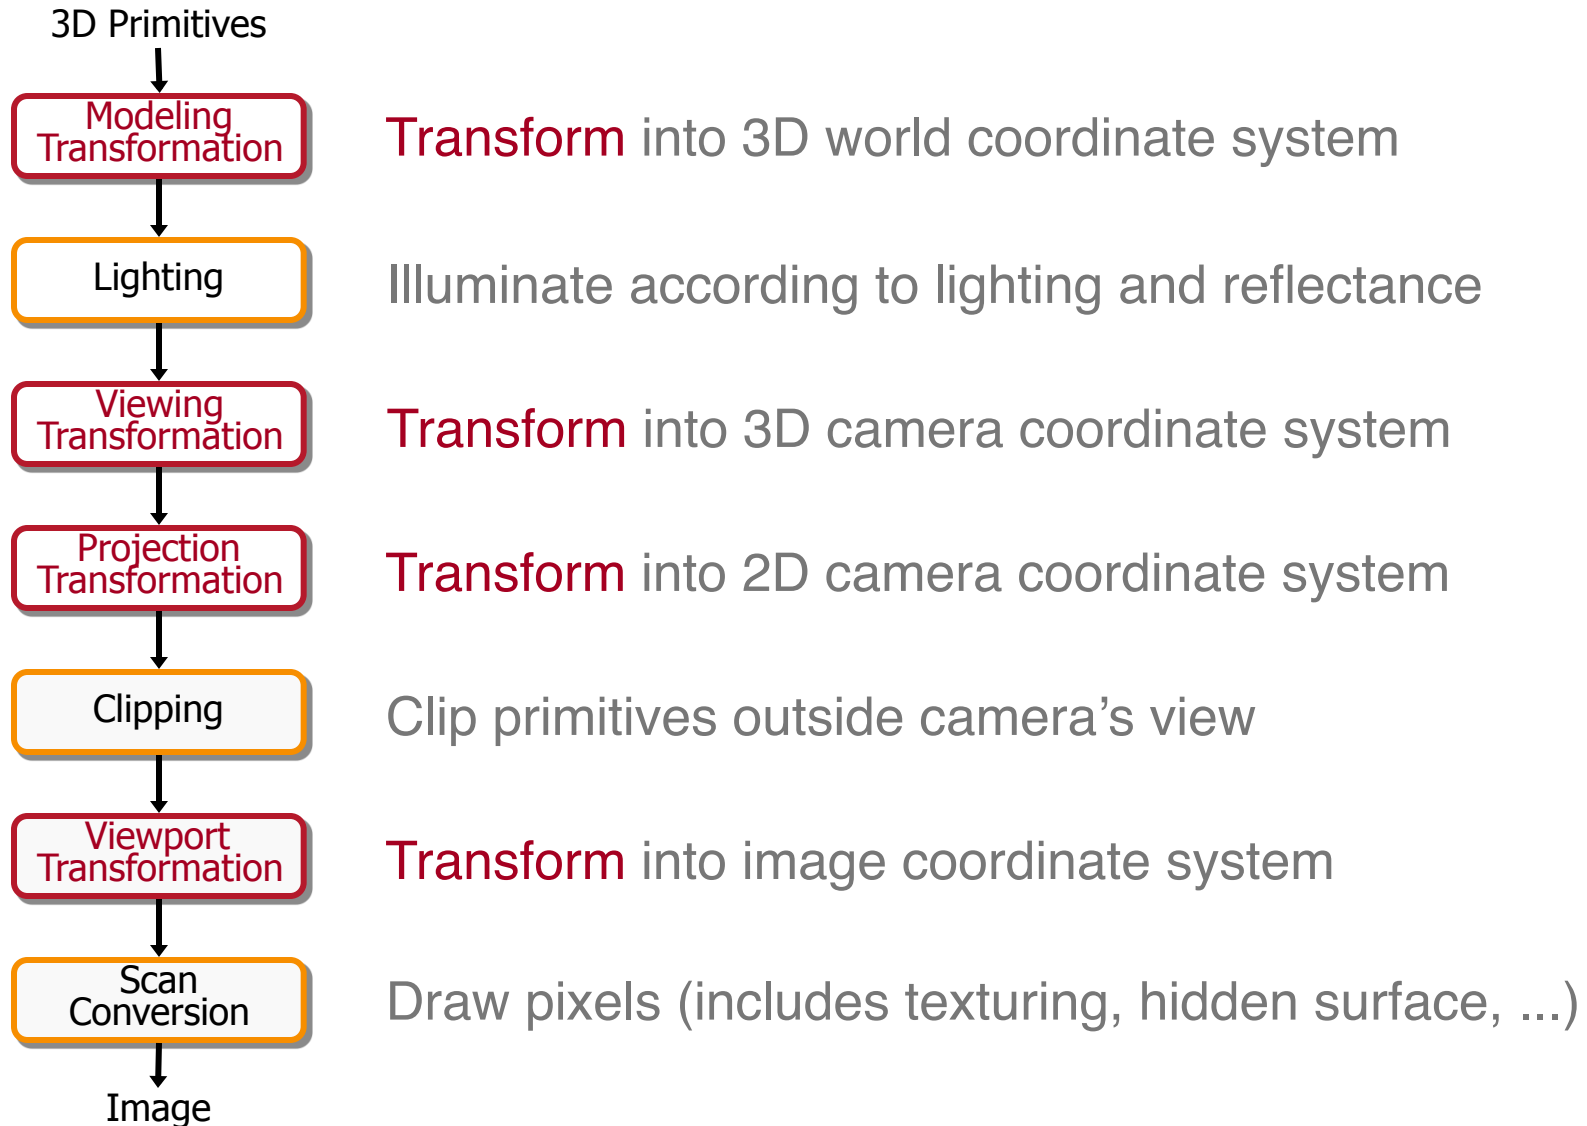 3D Primitives
Modeling
Transformation
Transform into 3D world coordinate system
Lighting
Illuminate according to lighting and reflectance
Viewing
Transformation
Transform into 3D camera coordinate system
Projection
Transformation
Transform into 2D camera coordinate system
Clipping
Clip primitives outside camera’s view
Viewport
Transformation
Transform into image coordinate system
Scan
Conversion
Draw pixels (includes texturing, hidden surface, ...)
Image